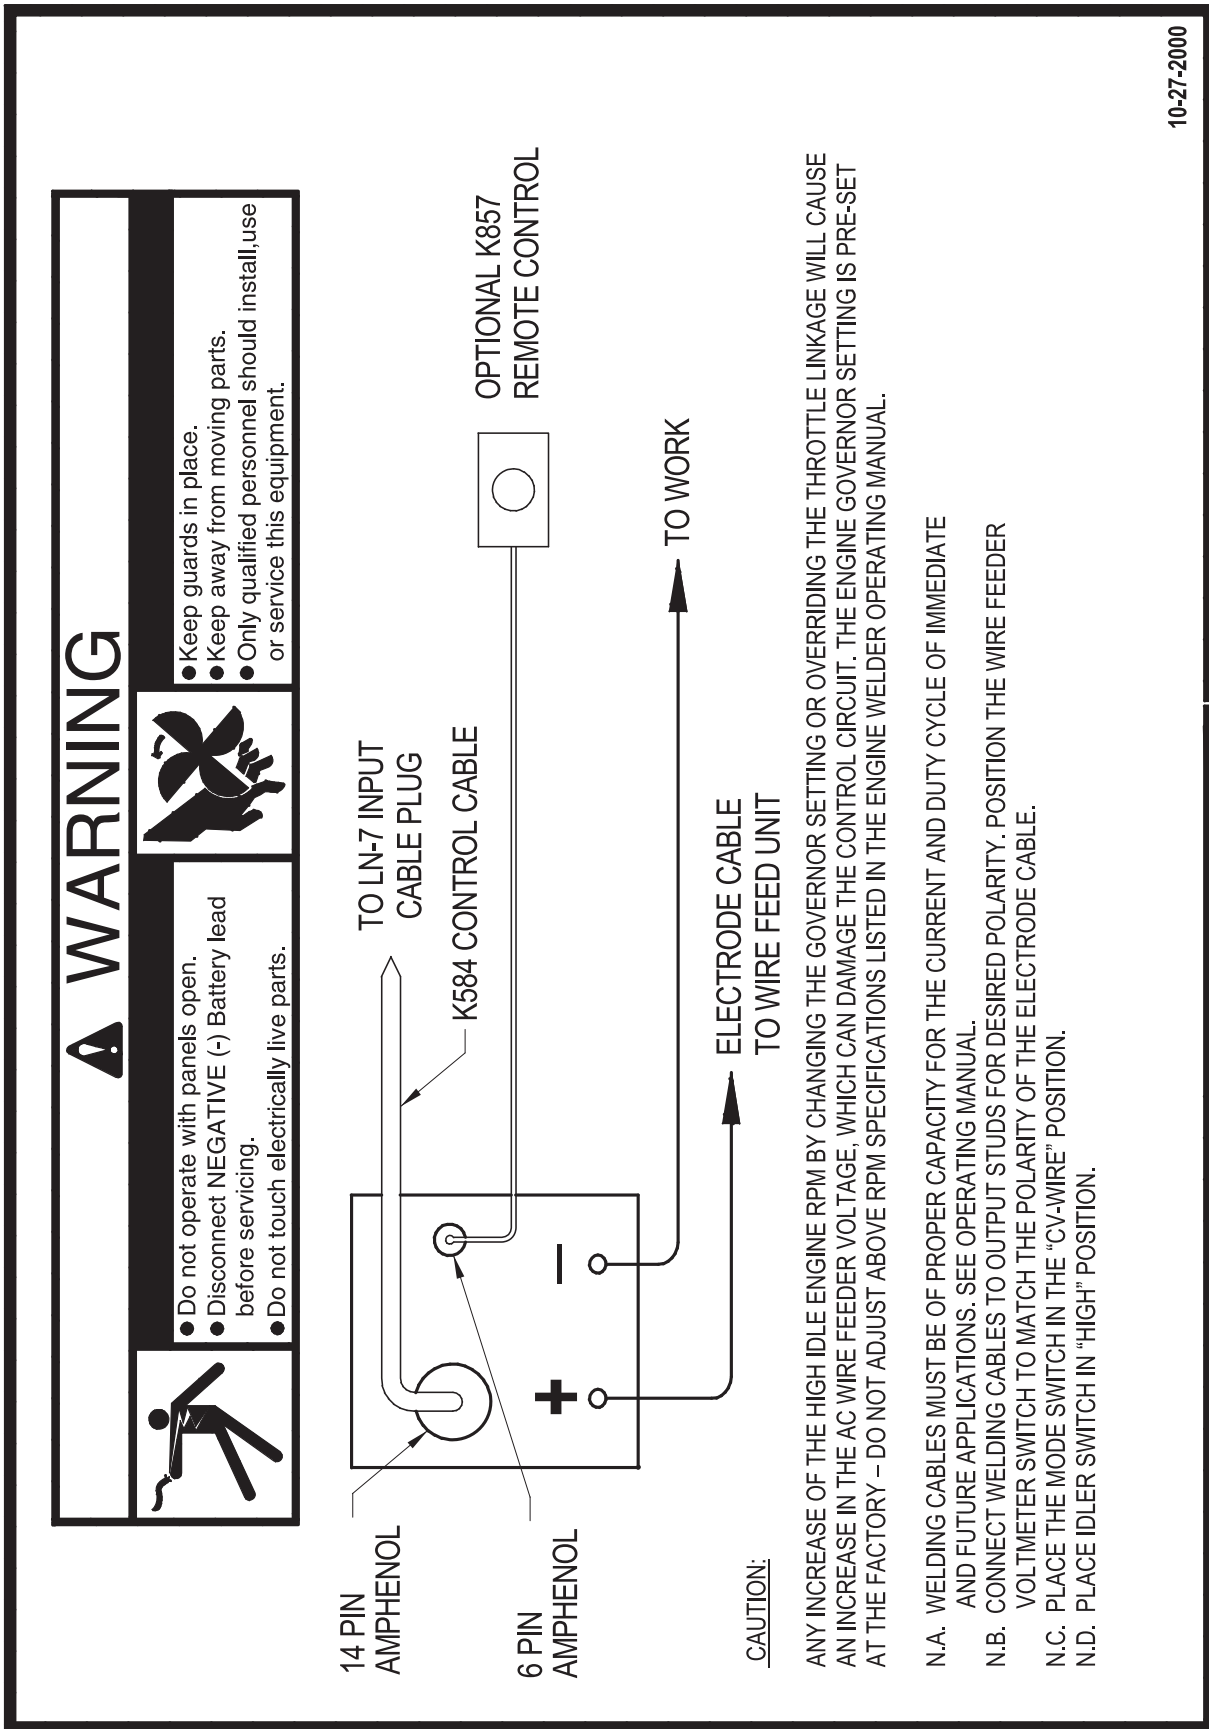 WARNING
● Do not operate with panels open.
● Disconnect NEGATIVE (-) Battery lead
before servicing.
● Do not touch electrically live parts.
● Keep guards in place.
● Keep away from moving parts.
● Only qualified personnel should install,use
or service this equipment.
14 PIN
AMPHENOL
6 PIN
AMPHENOL
TO LN-7 INPUT
CABLE PLUG
K584 CONTROL CABLE
OPTIONAL K857
REMOTE CONTROL
+
−
TO WORK
ELECTRODE CABLE
TO WIRE FEED UNIT
CAUTION:
ANY INCREASE OF THE HIGH IDLE ENGINE RPM BY CHANGING THE GOVERNOR SETTING OR OVERRIDING THE THROTTLE LINKAGE WILL CAUSE
AN INCREASE IN THE AC WIRE FEEDER VOLTAGE, WHICH CAN DAMAGE THE CONTROL CIRCUIT. THE ENGINE GOVERNOR SETTING IS PRE-SET
AT THE FACTORY – DO NOT ADJUST ABOVE RPM SPECIFICATIONS LISTED IN THE ENGINE WELDER OPERATING MANUAL.
N.A. WELDING CABLES MUST BE OF PROPER CAPACITY FOR THE CURRENT AND DUTY CYCLE OF IMMEDIATE
AND FUTURE APPLICATIONS. SEE OPERATING MANUAL.
N.B. CONNECT WELDING CABLES TO OUTPUT STUDS FOR DESIRED POLARITY. POSITION THE WIRE FEEDER
VOLTMETER SWITCH TO MATCH THE POLARITY OF THE ELECTRODE CABLE.
N.C. PLACE THE MODE SWITCH IN THE “CV-WIRE” POSITION.
N.D. PLACE IDLER SWITCH IN “HIGH” POSITION.
10-27-2000